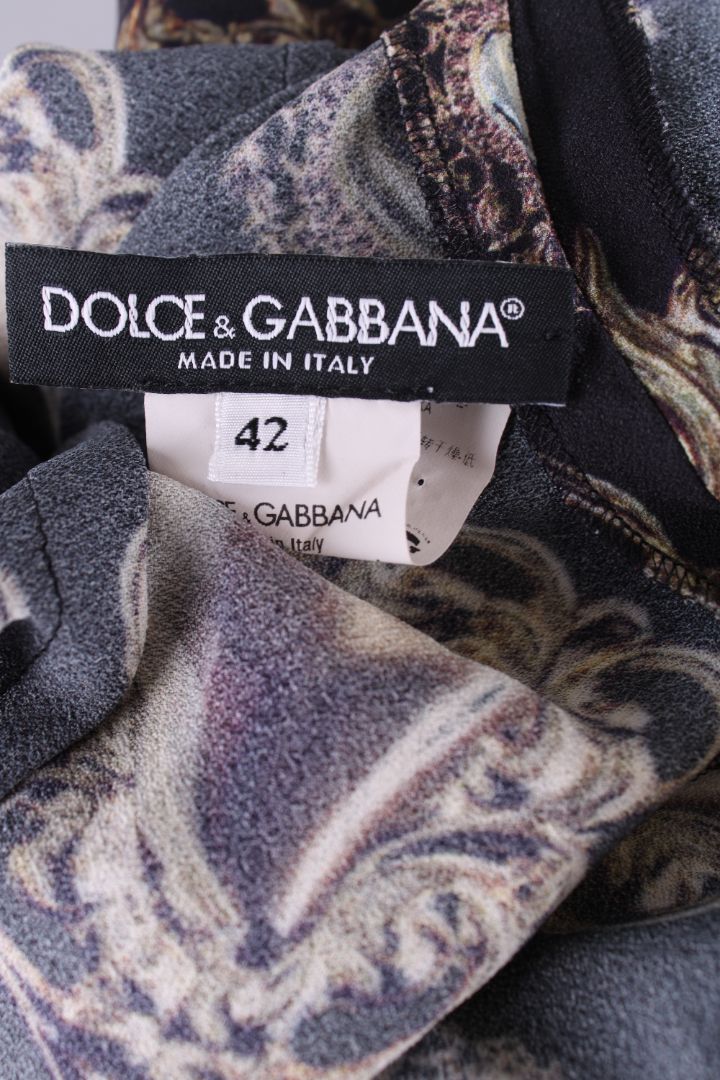 DOLCE & GABBANA®
MADE IN ITALY
42
& GABBANA
Italy